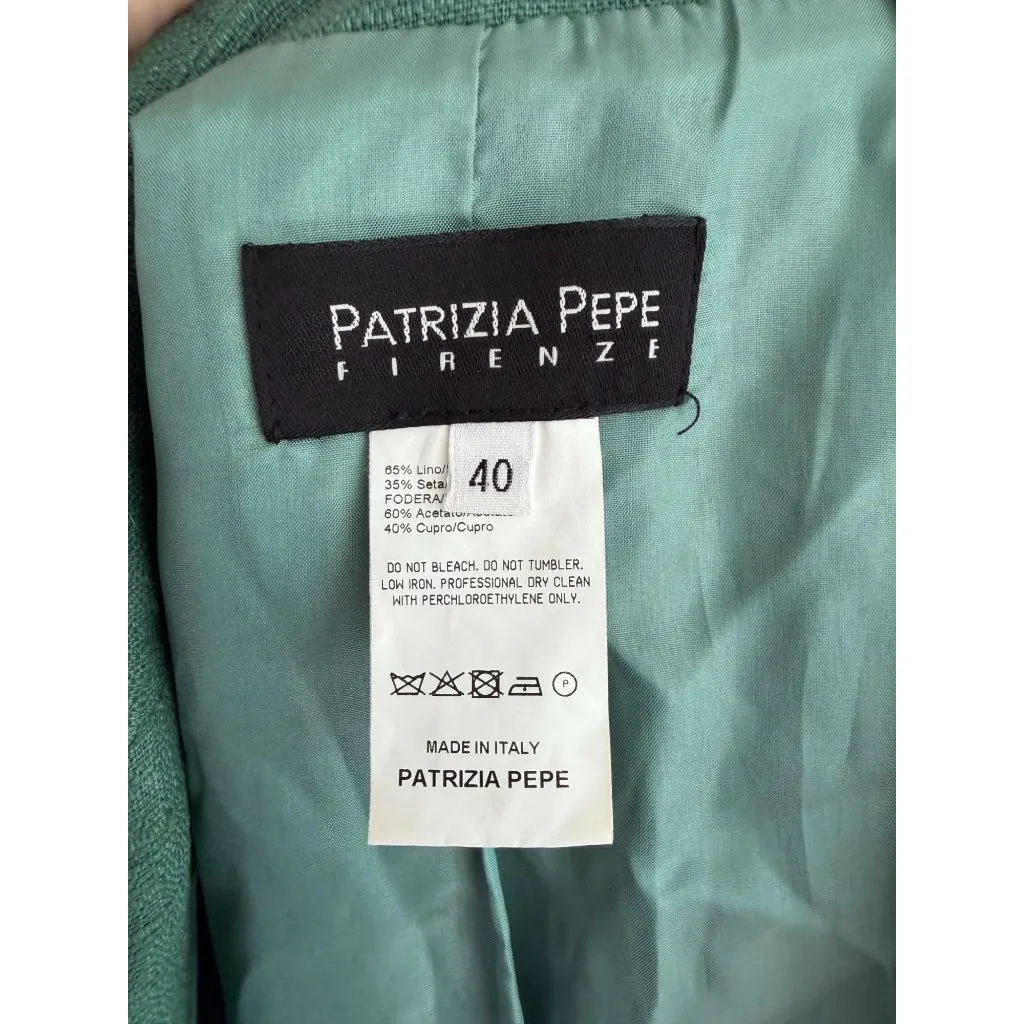 PATRIZIA PEPE
FIRENZE
40
65% Lino/
35% Seta/
FODERA/
60% Acetato/Acetate
40% Cupro/Cupro
DO NOT BLEACH. DO NOT TUMBLER.
LOW IRON. PROFESSIONAL DRY CLEAN
WITH PERCHLOROETHYLENE ONLY.
P
MADE IN ITALY
PATRIZIA PEPE